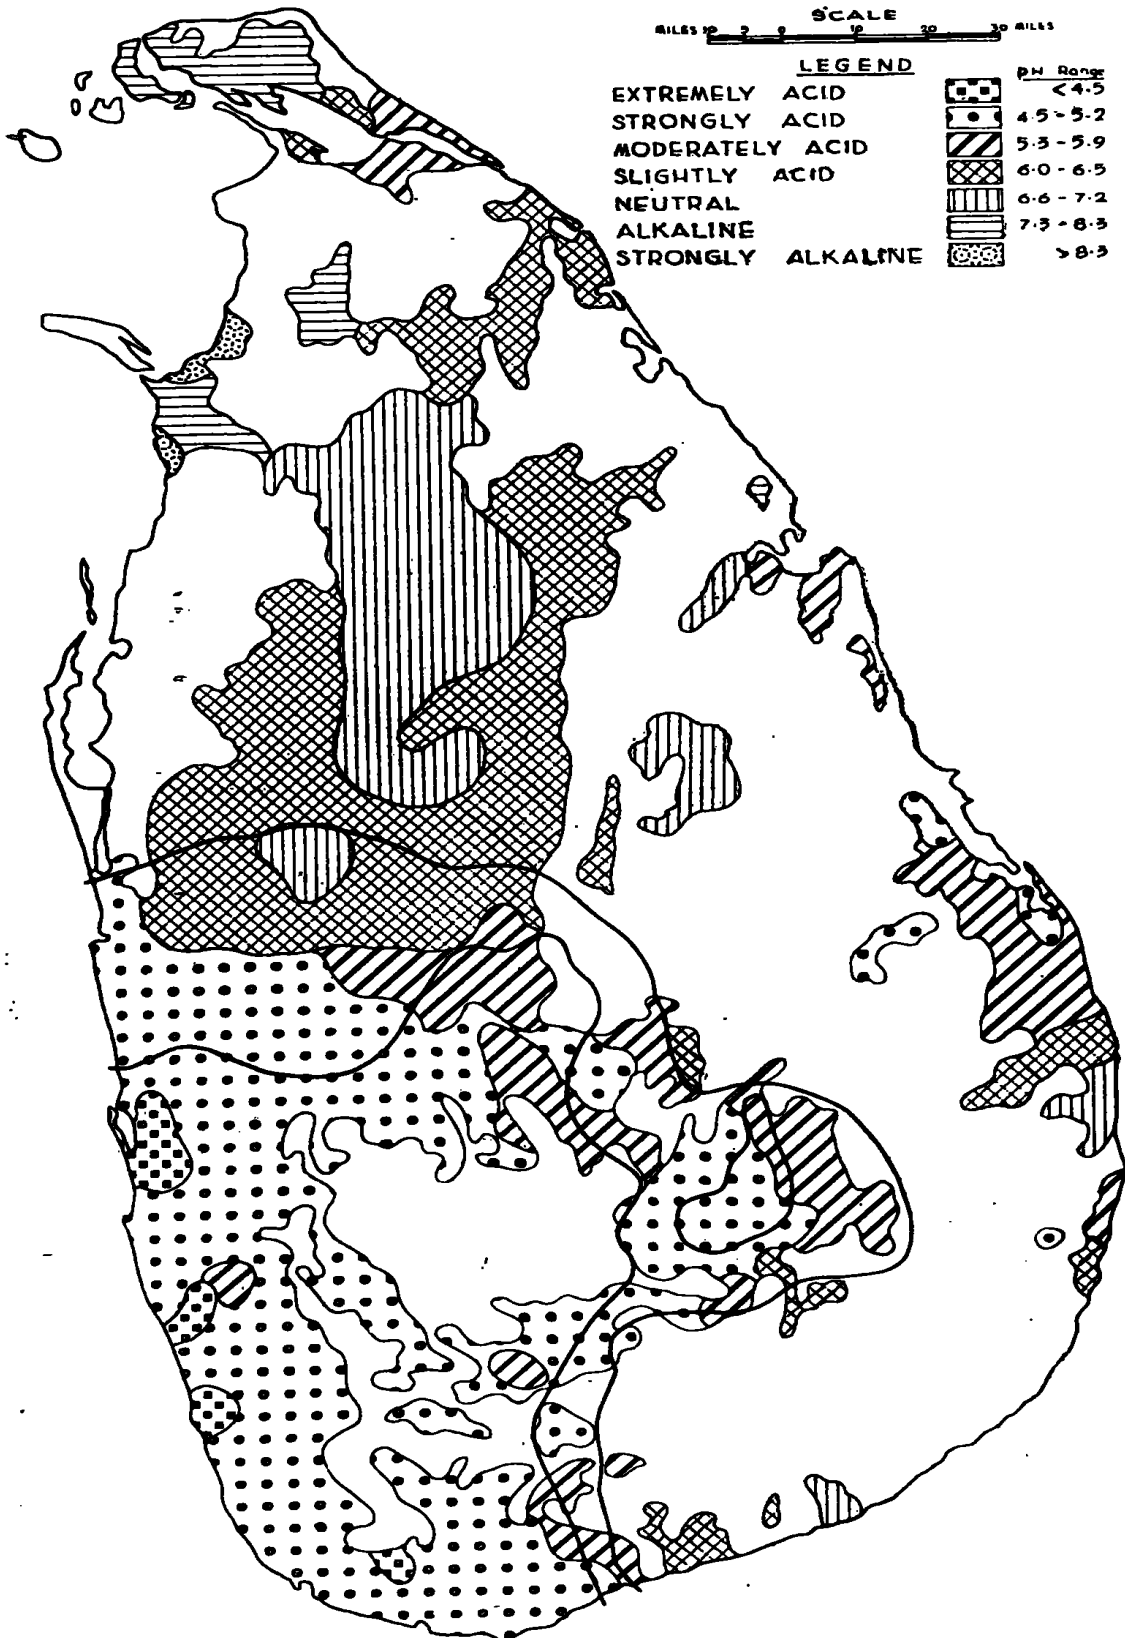 SCALE
MILES 10 5 0 10 20 30 MILES
LEGEND
pH Range
EXTREMELY ACID <4.5
STRONGLY ACID 4.5-5.2
MODERATELY ACID 5.3-5.9
SLIGHTLY ACID 6.0-6.5
NEUTRAL 6.6-7.2
ALKALINE 7.3-8.3
STRONGLY ALKALINE >8.3